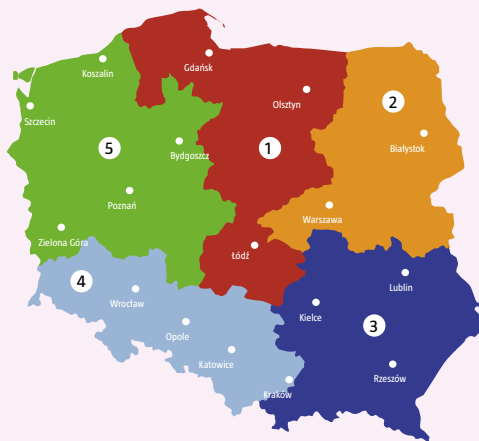 Gdańsk
Koszalin
Olsztyn
2
Szczecin
5
1
Bydgoszcz
Białystok
Poznań
Warszawa
Zielona Góra
Łódź
4
Lublin
Wrocław
Kielce
3
Opole
Katowice
Rzeszów
Kraków